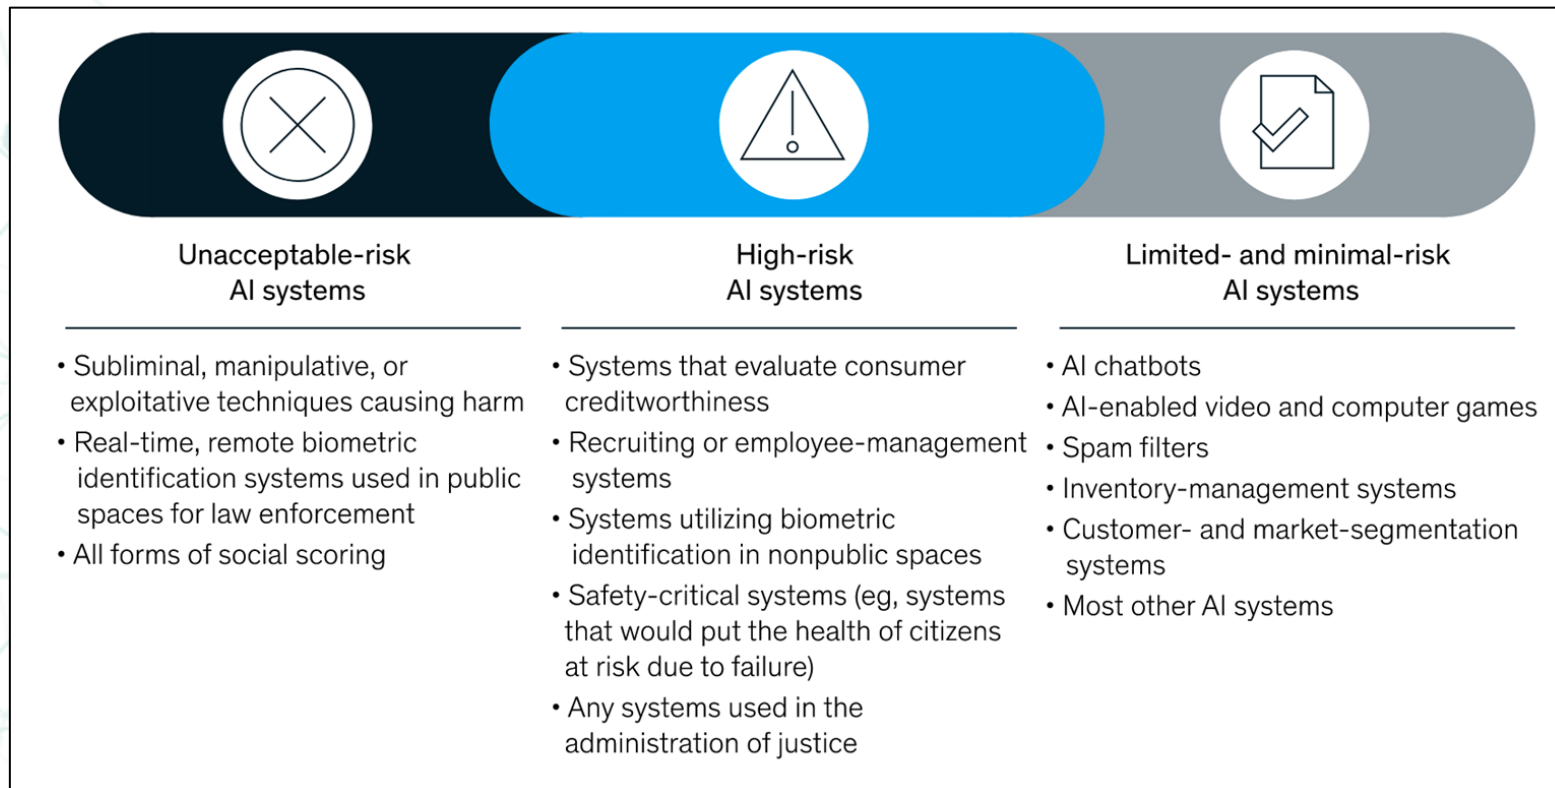 Unacceptable-risk
AI systems
• Subliminal, manipulative, or
exploitative techniques causing harm
• Real-time, remote biometric
identification systems used in public
spaces for law enforcement
• All forms of social scoring
High-risk
AI systems
• Systems that evaluate consumer
creditworthiness
• Recruiting or employee-management
systems
• Systems utilizing biometric
identification in nonpublic spaces
• Safety-critical systems (eg, systems
that would put the health of citizens
at risk due to failure)
• Any systems used in the
administration of justice
Limited- and minimal-risk
AI systems
• AI chatbots
• AI-enabled video and computer games
• Spam filters
• Inventory-management systems
• Customer- and market-segmentation
systems
• Most other AI systems